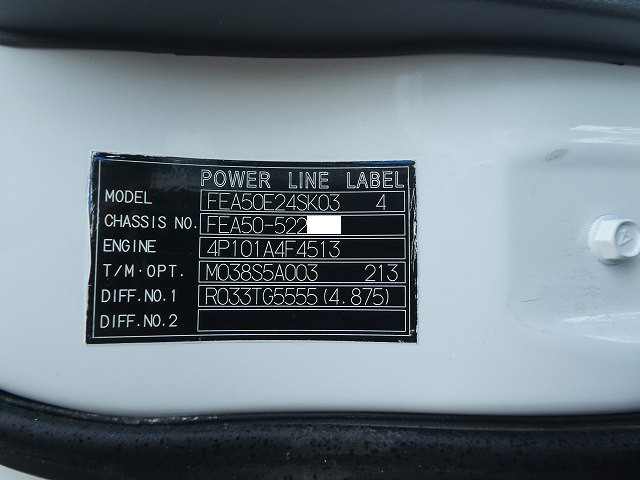 POWER LINE LABEL
MODEL FEA50E24SK03 4
CHASSIS NO. FEA50-522
ENGINE 4P101A4F4513
T/M·OPT. M038S5A003 213
DIFF.NO.1 R033TG5555(4.875)
DIFF.NO.2